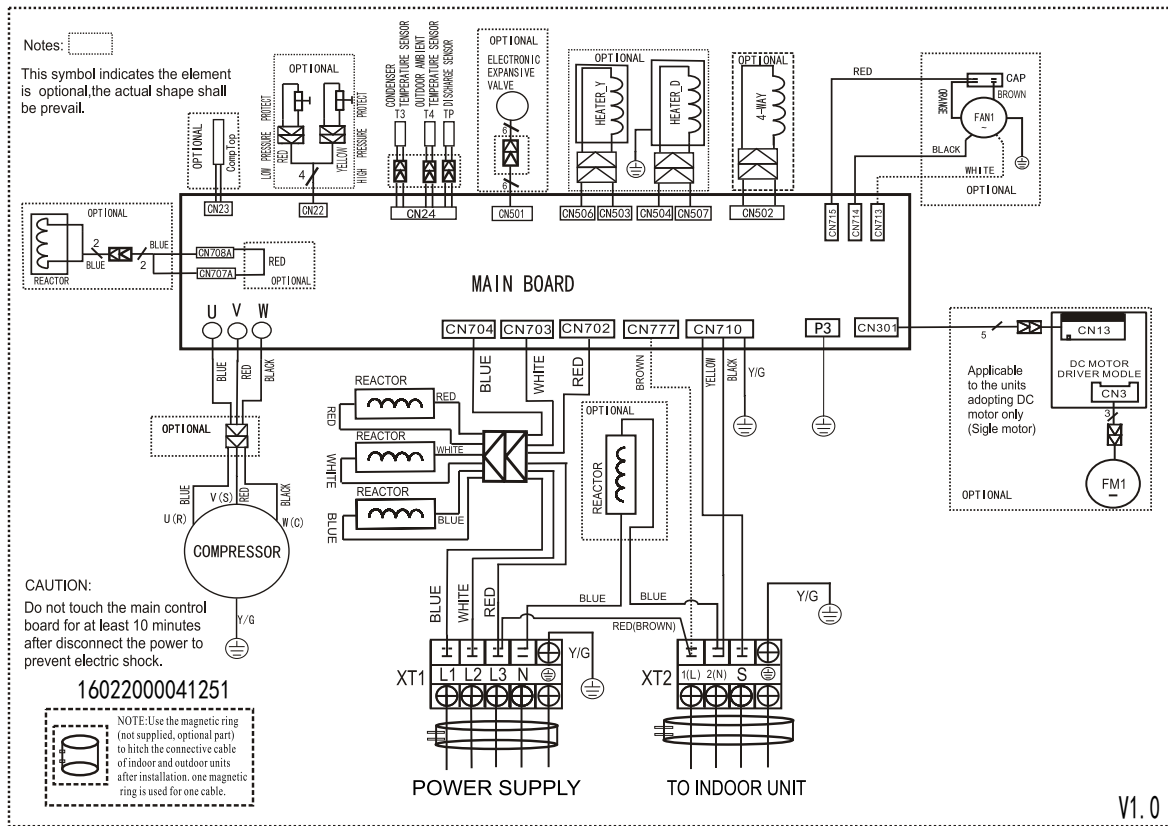 Notes:
This symbol indicates the element
is optional,the actual shape shall
be prevail.
OPTIONAL
CompTop
CN23
OPTIONAL
LOW PRESSURE PROTECT
RED
YELLOW
HIGH PRESSURE PROTECT
4
CN22
CONDENSER
TEMPERATURE SENSOR
T3
OUTDOOR AMBIENT
TEMPERATURE SENSOR
T4
DISCHARGE SENSOR
TP
CN24
OPTIONAL
ELECTRONIC
EXPANSIVE
VALVE
6
6
CN501
OPTIONAL
HEATER_Y
HEATER_D
CN506
CN503
CN504
CN507
OPTIONAL
4-WAY
CN502
RED
CAP
ORANGE
BROWN
FAN1
~
BLACK
WHITE
OPTIONAL
CN715
CN714
CN713
OPTIONAL
REACTOR
2
BLUE
2
BLUE
CN708A
CN707A
RED
OPTIONAL
MAIN BOARD
U V W
CN704
CN703
CN702
CN777
CN710
P3
CN301
BLUE
RED
BLACK
OPTIONAL
BLUE
V(S)
RED
BLACK
U(R)
W(C)
COMPRESSOR
Y/G
BLUE
WHITE
RED
BROWN
YELLOW
BLACK
Y/G
REACTOR
RED
RED
REACTOR
WHITE
WHITE
REACTOR
BLUE
BLUE
OPTIONAL
REACTOR
5
CN13
DC MOTOR
DRIVER MODLE
CN3
3
FM1
Applicable
to the units
adopting DC
motor only
(Sigle motor)
OPTIONAL
BLUE
WHITE
RED
BLUE
BLUE
RED(BROWN)
Y/G
Y/G
XT1
L1 L2 L3 N
XT2
1(L) 2(N) S
POWER SUPPLY
TO INDOOR UNIT
CAUTION:
Do not touch the main control
board for at least 10 minutes
after disconnect the power to
prevent electric shock.
16022000041251
NOTE:Use the magnetic ring
(not supplied, optional part)
to hitch the connective cable
of indoor and outdoor units
after installation. one magnetic
ring is used for one cable.
V1.0